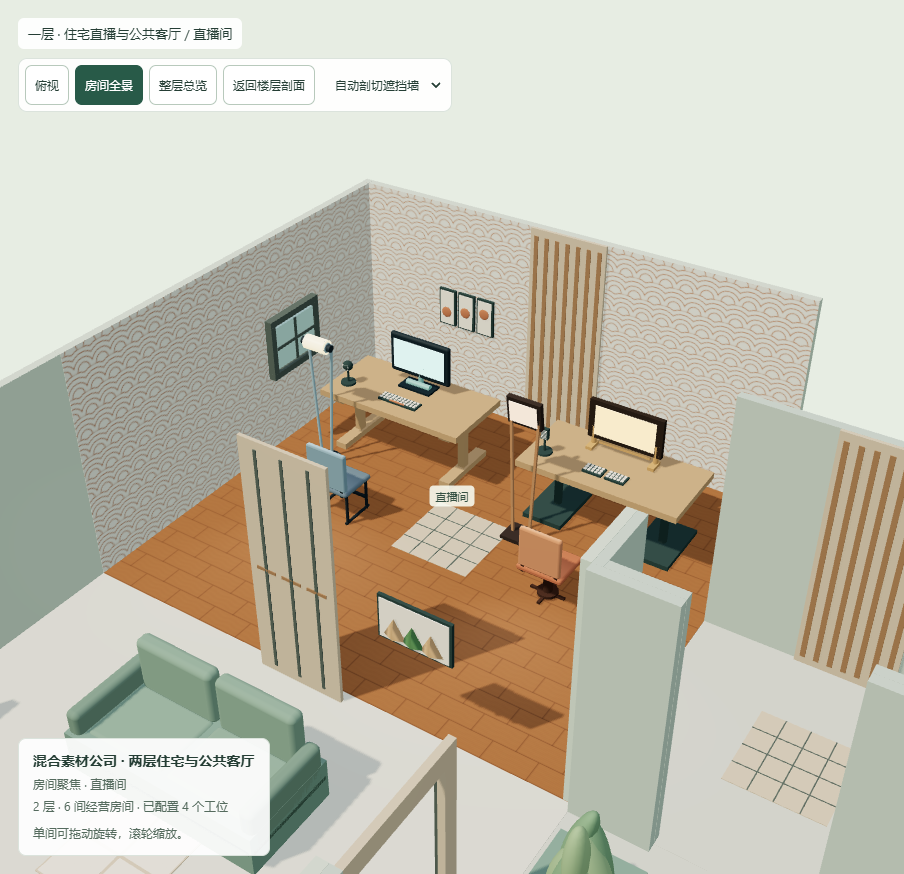 一层 · 住宅直播与公共客厅 / 直播间
俯视
房间全景
整层总览
返回楼层剖面
自动剖切遮挡墙
直播间
混合素材公司 · 两层住宅与公共客厅
房间聚焦 · 直播间
2 层 · 6 间经营房间 · 已配置 4 个工位
单间可拖动旋转，滚轮缩放。